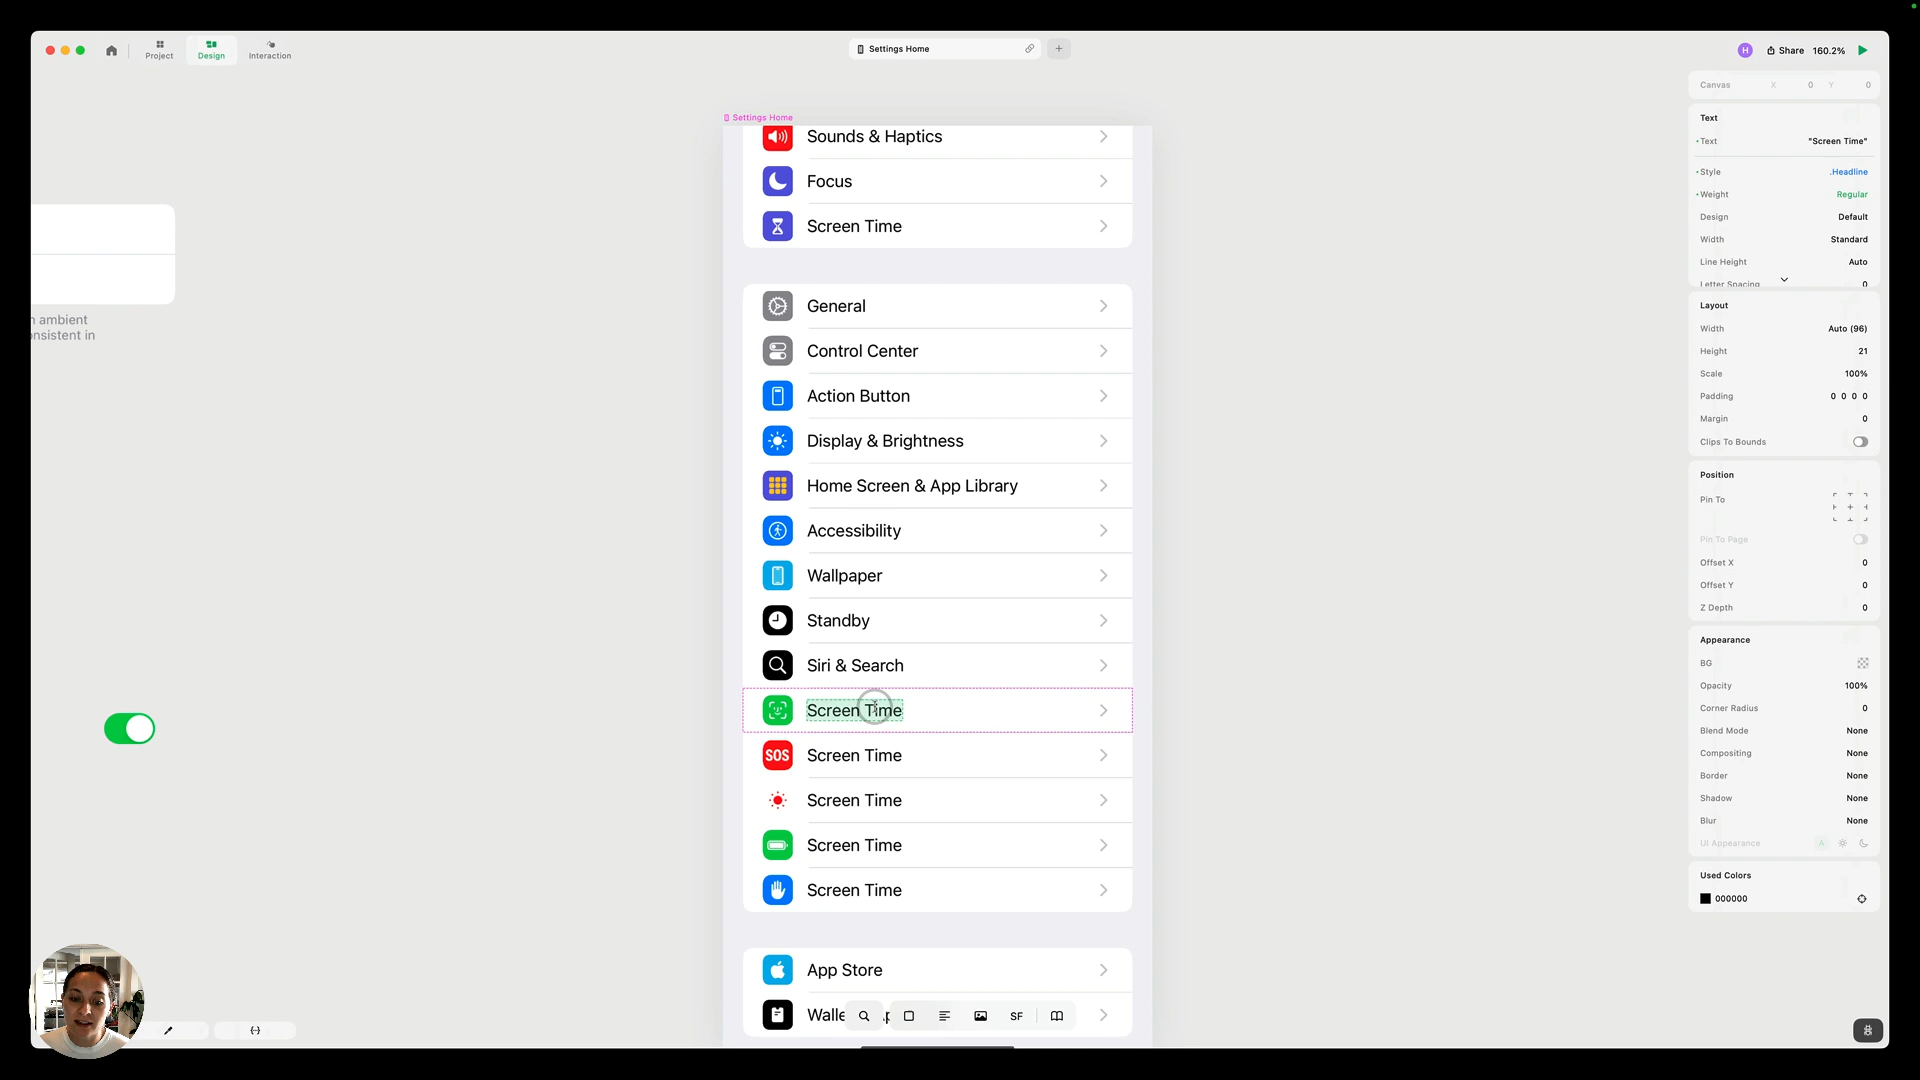 Project
Design
Interaction
Settings Home
+
H
Share
160.2%
Canvas X 0 Y 0
Settings Home
Sounds & Haptics
Focus
Screen Time
n ambient
onsistent in
General
Control Center
Action Button
Display & Brightness
Home Screen & App Library
Accessibility
Wallpaper
Standby
Siri & Search
Screen Time
SOS Screen Time
Screen Time
Screen Time
Screen Time
App Store
SF
Text
Text "Screen Time"
Style .Headline
Weight Regular
Design Default
Width Standard
Line Height Auto
Letter Spacing 0
Layout
Width Auto (96)
Height 21
Scale 100%
Padding 0 0 0 0
Margin 0
Clips To Bounds
Position
Pin To
Pin To Page
Offset X 0
Offset Y 0
Z Depth 0
Appearance
BG
Opacity 100%
Corner Radius 0
Blend Mode None
Compositing None
Border None
Shadow None
Blur None
UI Appearance A
Used Colors
000000